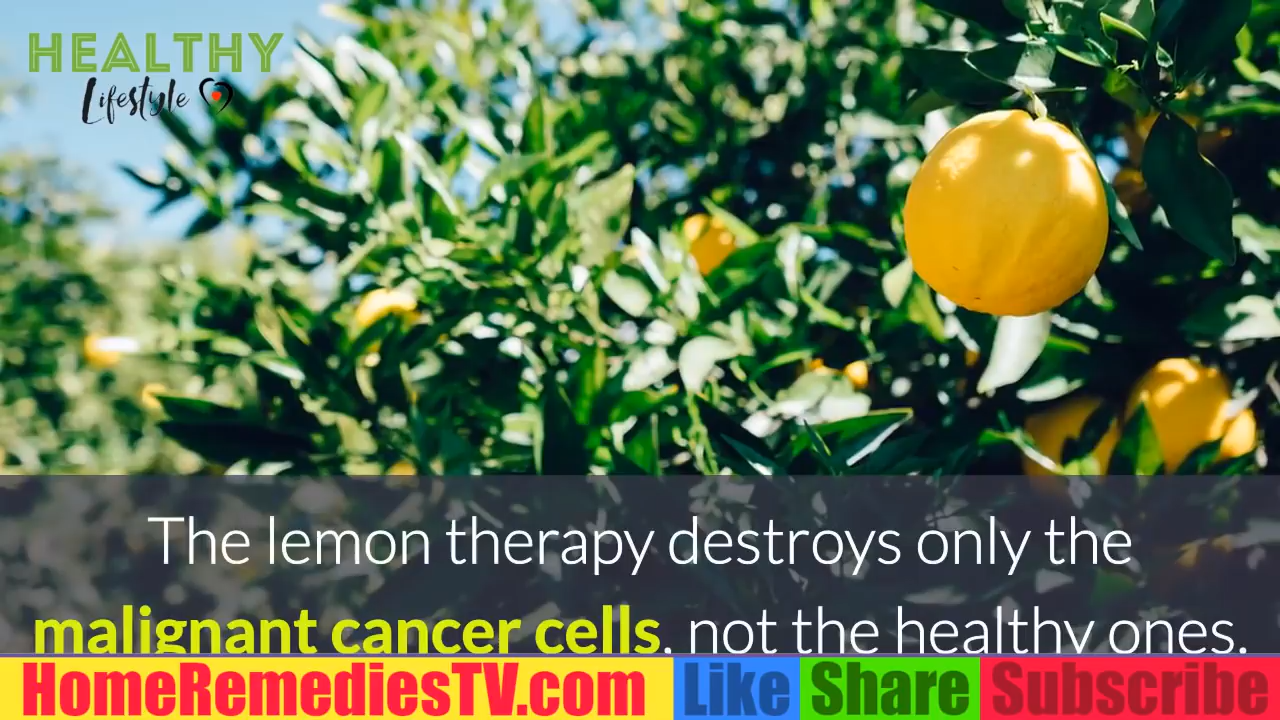 HEALTHY
Lifestyle
The lemon therapy destroys only the
malignant cancer cells, not the healthy ones.
HomeRemediesTV.com Like Share Subscribe